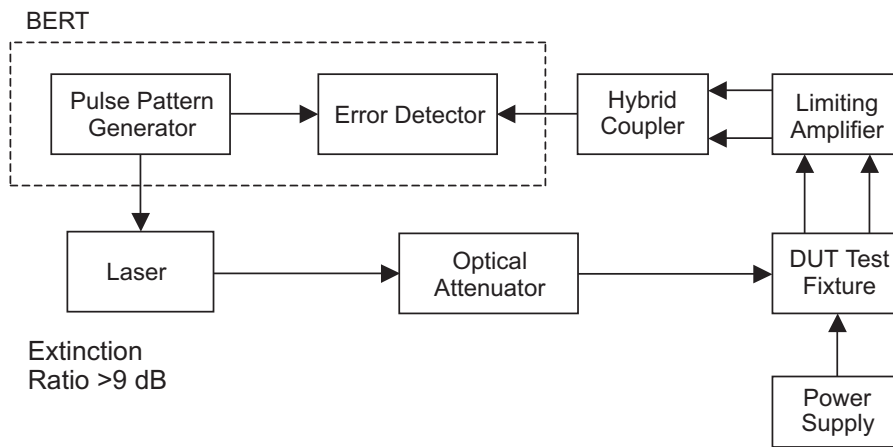 BERT
Pulse Pattern
Generator
Error Detector
Hybrid
Coupler
Limiting
Amplifier
Laser
Optical
Attenuator
DUT Test
Fixture
Extinction
Ratio >9 dB
Power
Supply